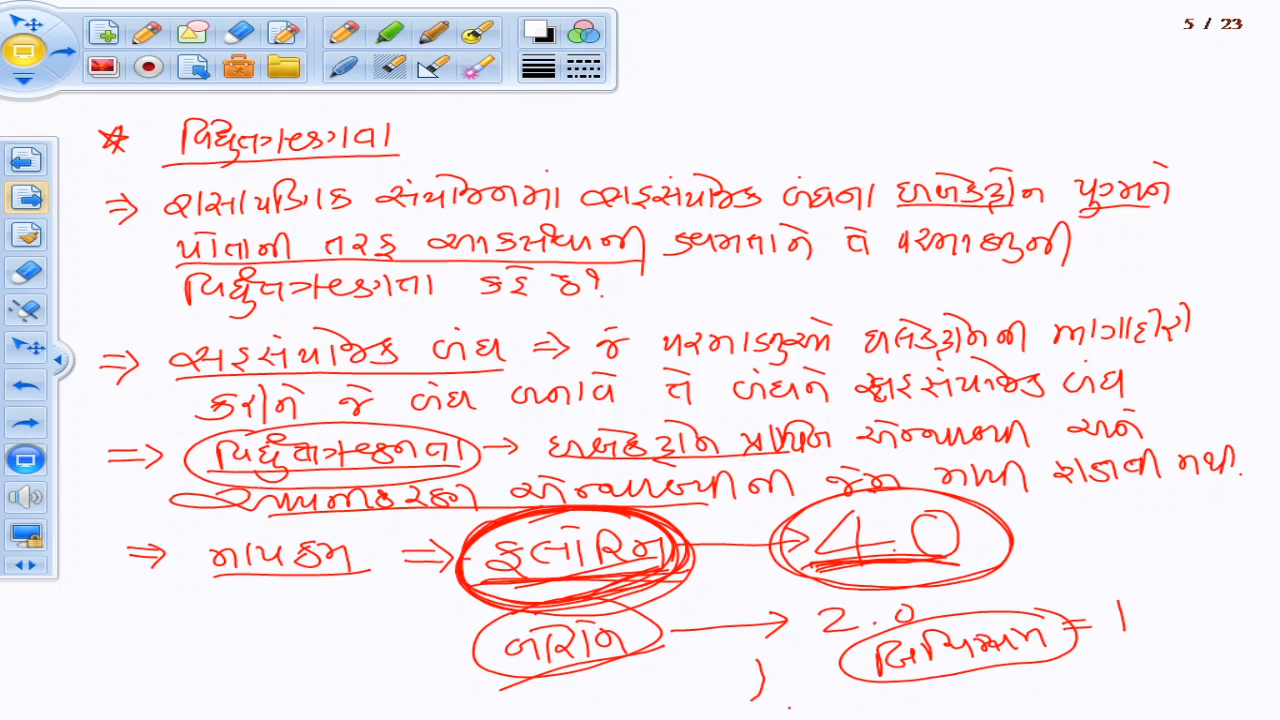 5 / 23
* વિદ્યુતઋણતા
⇒ રાસાયણિક સંયોજનમાં સહસંયોજક બંધના ઇલેક્ટ્રોન યુગ્મને
પોતાની તરફ આકર્ષવાની ક્ષમતાને તે પરમાણુની
વિદ્યુતઋણતા કહે છે.
⇒ સહસંયોજક બંધ ⇒ જે પરમાણુઓ ઇલેક્ટ્રોનની ભાગીદારી
કરીને જે બંધ બનાવે તે બંધને સહસંયોજક બંધ
⇒ વિદ્યુતઋણતા → ઇલેક્ટ્રોન પ્રાપ્તિ એન્થાલ્પી અને
આયનીકરણ એન્થાલ્પીની જેમ માપી શકાતી નથી.
⇒ માપક્રમ ⇒ ફ્લોરિન → 4.0
બોરોન → 2.0
લિથિયમ = 1